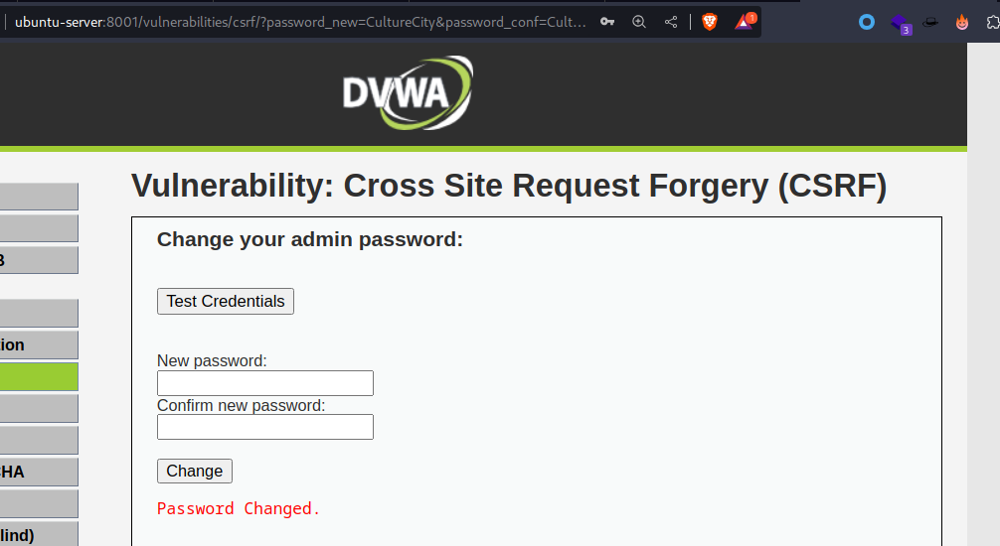 ubuntu-server:8001/vulnerabilities/csrf/?password_new=CultureCity&password_conf=Cult...
1
3
DVWA
Vulnerability: Cross Site Request Forgery (CSRF)
Change your admin password:
B
Test Credentials
ion
New password:
Confirm new password:
HA
Change
Password Changed.
lind)